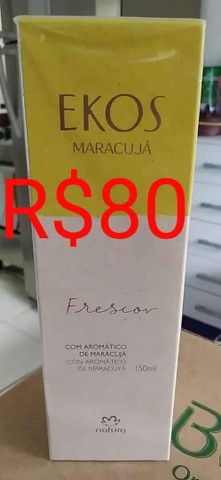 EKOS
MARACUJÁ
R$80
Frescor
COM AROMÁTICO
DE MARACUJÁ
CON AROMÁTICO
DE MARACUYÁ 150ml
natura